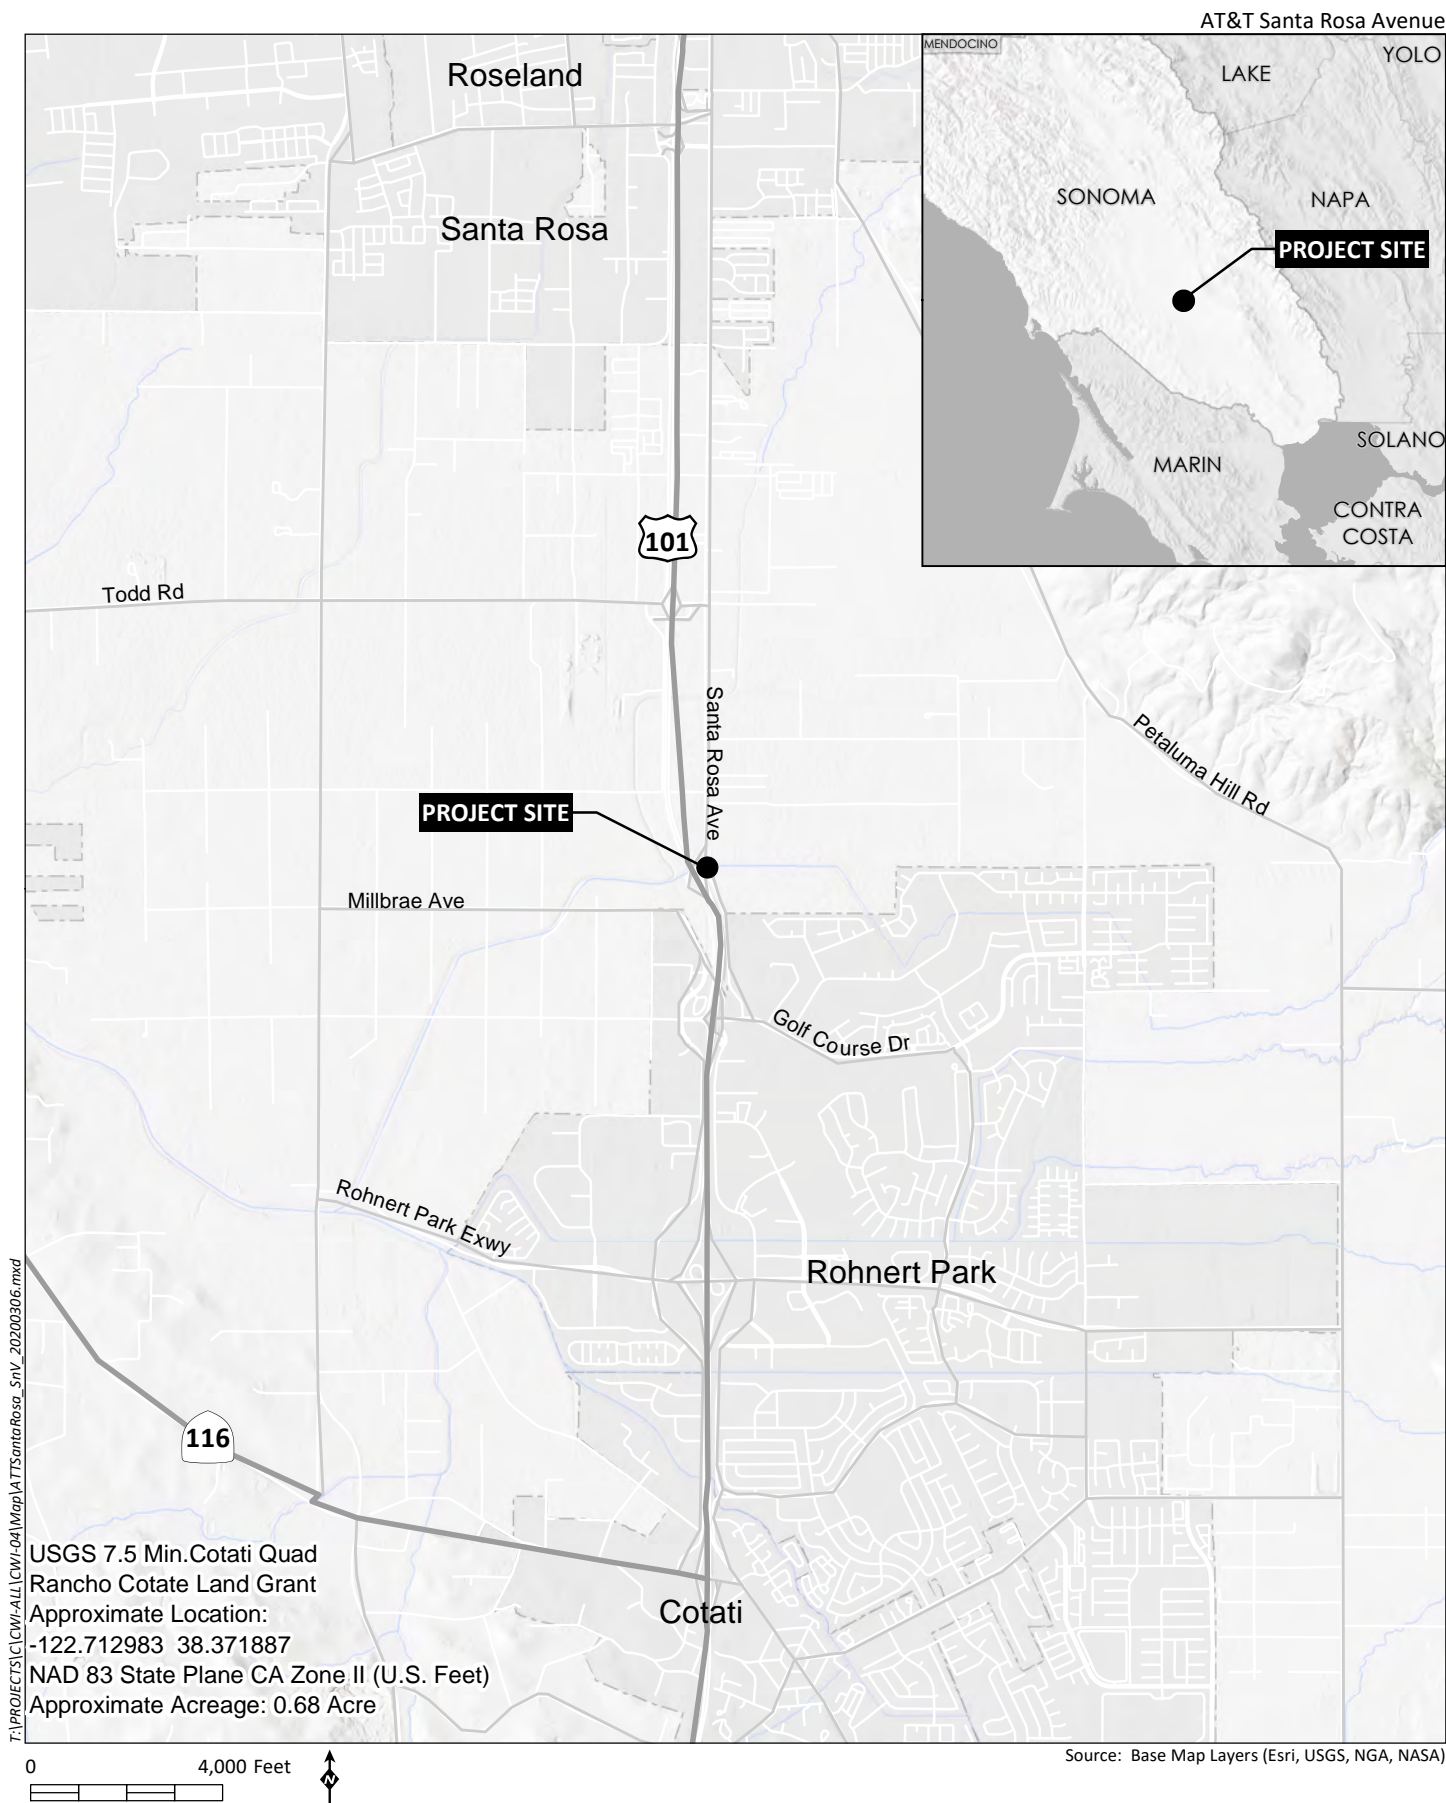 AT&T Santa Rosa Avenue
MENDOCINO
YOLO
LAKE
SONOMA
NAPA
PROJECT SITE
SOLANO
MARIN
CONTRA
COSTA
Roseland
Santa Rosa
101
Todd Rd
Santa Rosa Ave
Petaluma Hill Rd
PROJECT SITE
Millbrae Ave
Golf Course Dr
Rohnert Park Exwy
Rohnert Park
116
Cotati
USGS 7.5 Min.Cotati Quad
Rancho Cotate Land Grant
Approximate Location:
-122.712983 38.371887
NAD 83 State Plane CA Zone II (U.S. Feet)
Approximate Acreage: 0.68 Acre
T:\PROJECTS\C\CWI-ALL\CWI-04\Map\ATTSantaRosa_SnV_20200306.mxd
0 4,000 Feet
N
Source: Base Map Layers (Esri, USGS, NGA, NASA)